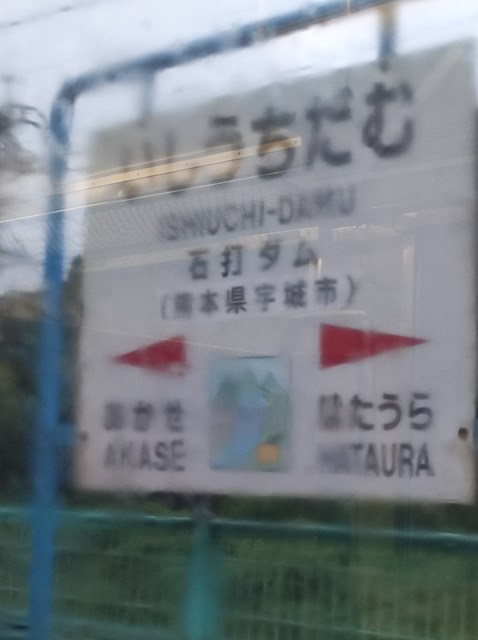 いしうちだむ
ISHIUCHI-DAMU
石打ダム
(熊本県宇城市)
あかせ はたうら
AKASE HATAURA